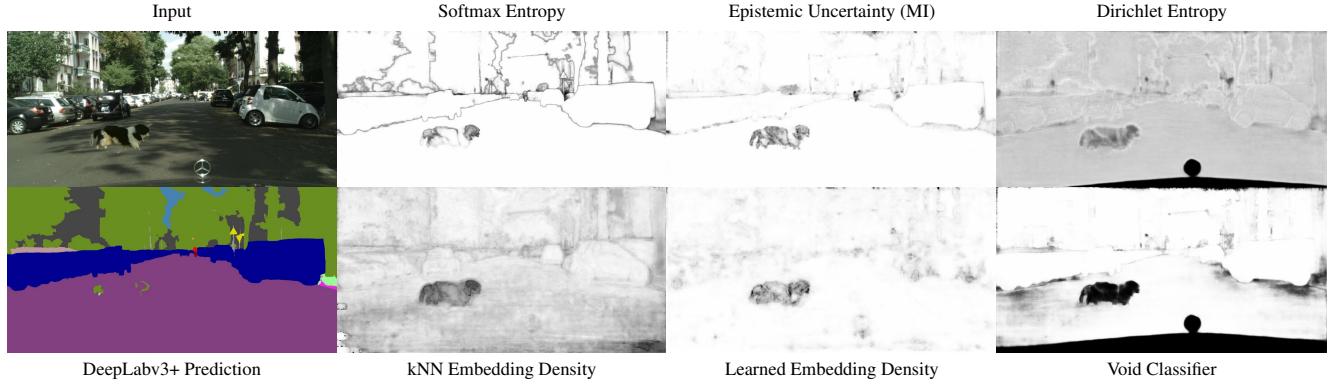 Input
Softmax Entropy
Epistemic Uncertainty (MI)
Dirichlet Entropy
DeepLabv3+ Prediction
kNN Embedding Density
Learned Embedding Density
Void Classifier